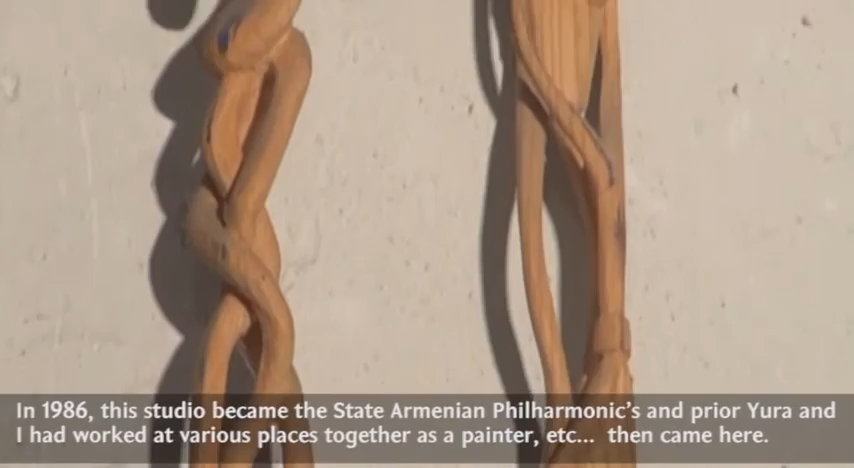 In 1986, this studio became the State Armenian Philharmonic's and prior Yura and
I had worked at various places together as a painter, etc... then came here.